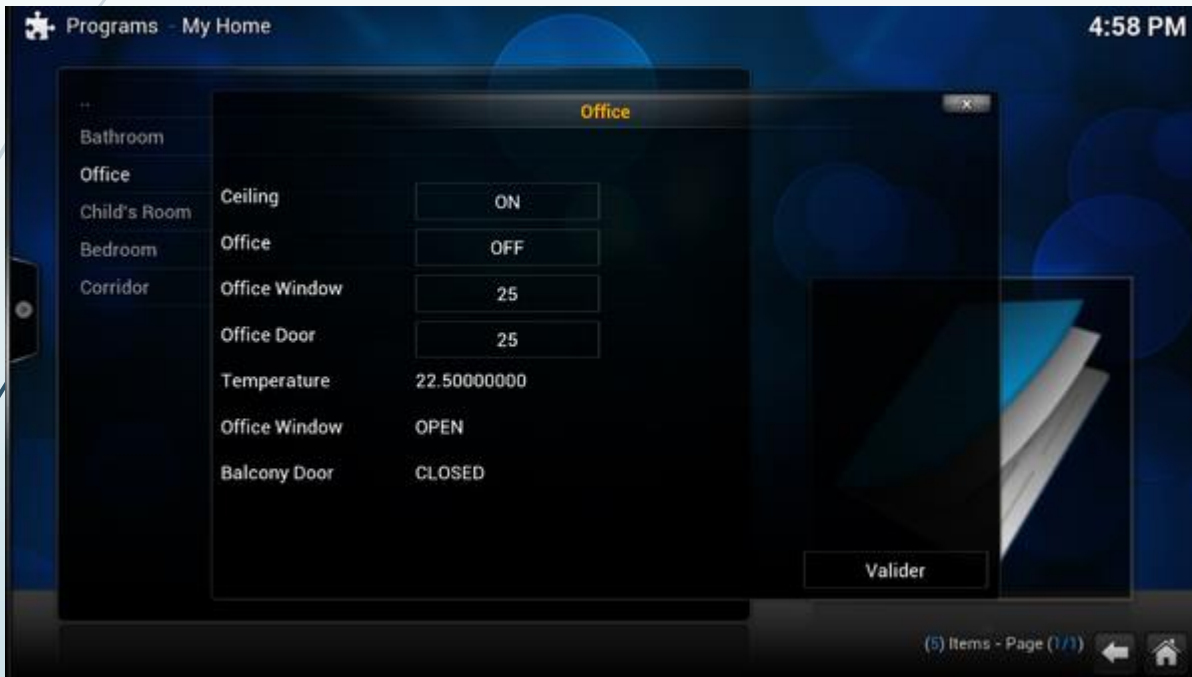 Programs - My Home
4:58 PM
..
Bathroom
Office
Child's Room
Bedroom
Corridor
Office
Ceiling ON
Office OFF
Office Window 25
Office Door 25
Temperature 22.50000000
Office Window OPEN
Balcony Door CLOSED
Valider
(5) Items - Page (1/1)